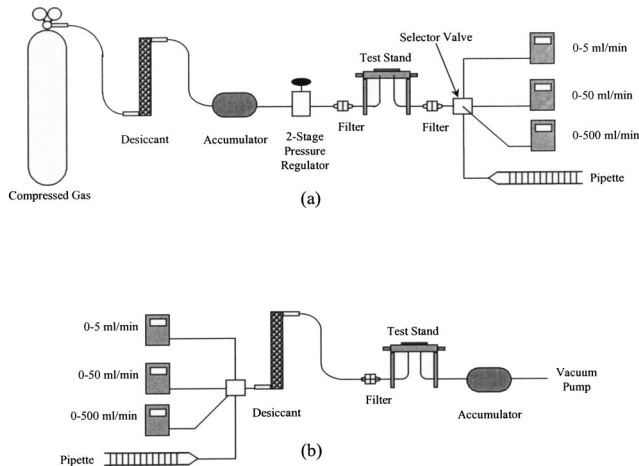 Selector Valve
Test Stand
0-5 ml/min
0-50 ml/min
0-500 ml/min
Desiccant
Accumulator
2-Stage
Pressure
Regulator
Filter
Filter
Compressed Gas
Pipette
(a)
0-5 ml/min
0-50 ml/min
0-500 ml/min
Pipette
Desiccant
Test Stand
Filter
Accumulator
Vacuum
Pump
(b)